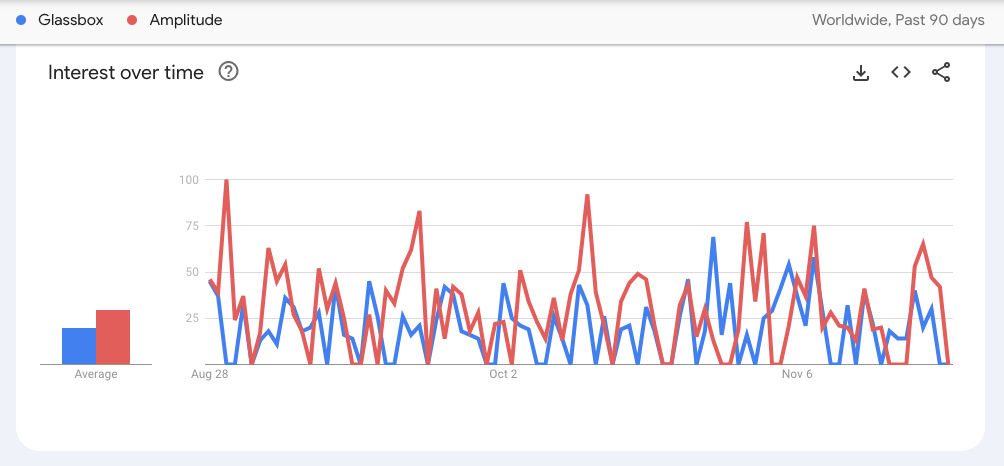 Glassbox Amplitude Worldwide, Past 90 days
Interest over time
100
75
50
25
Average Aug 28 Oct 2 Nov 6